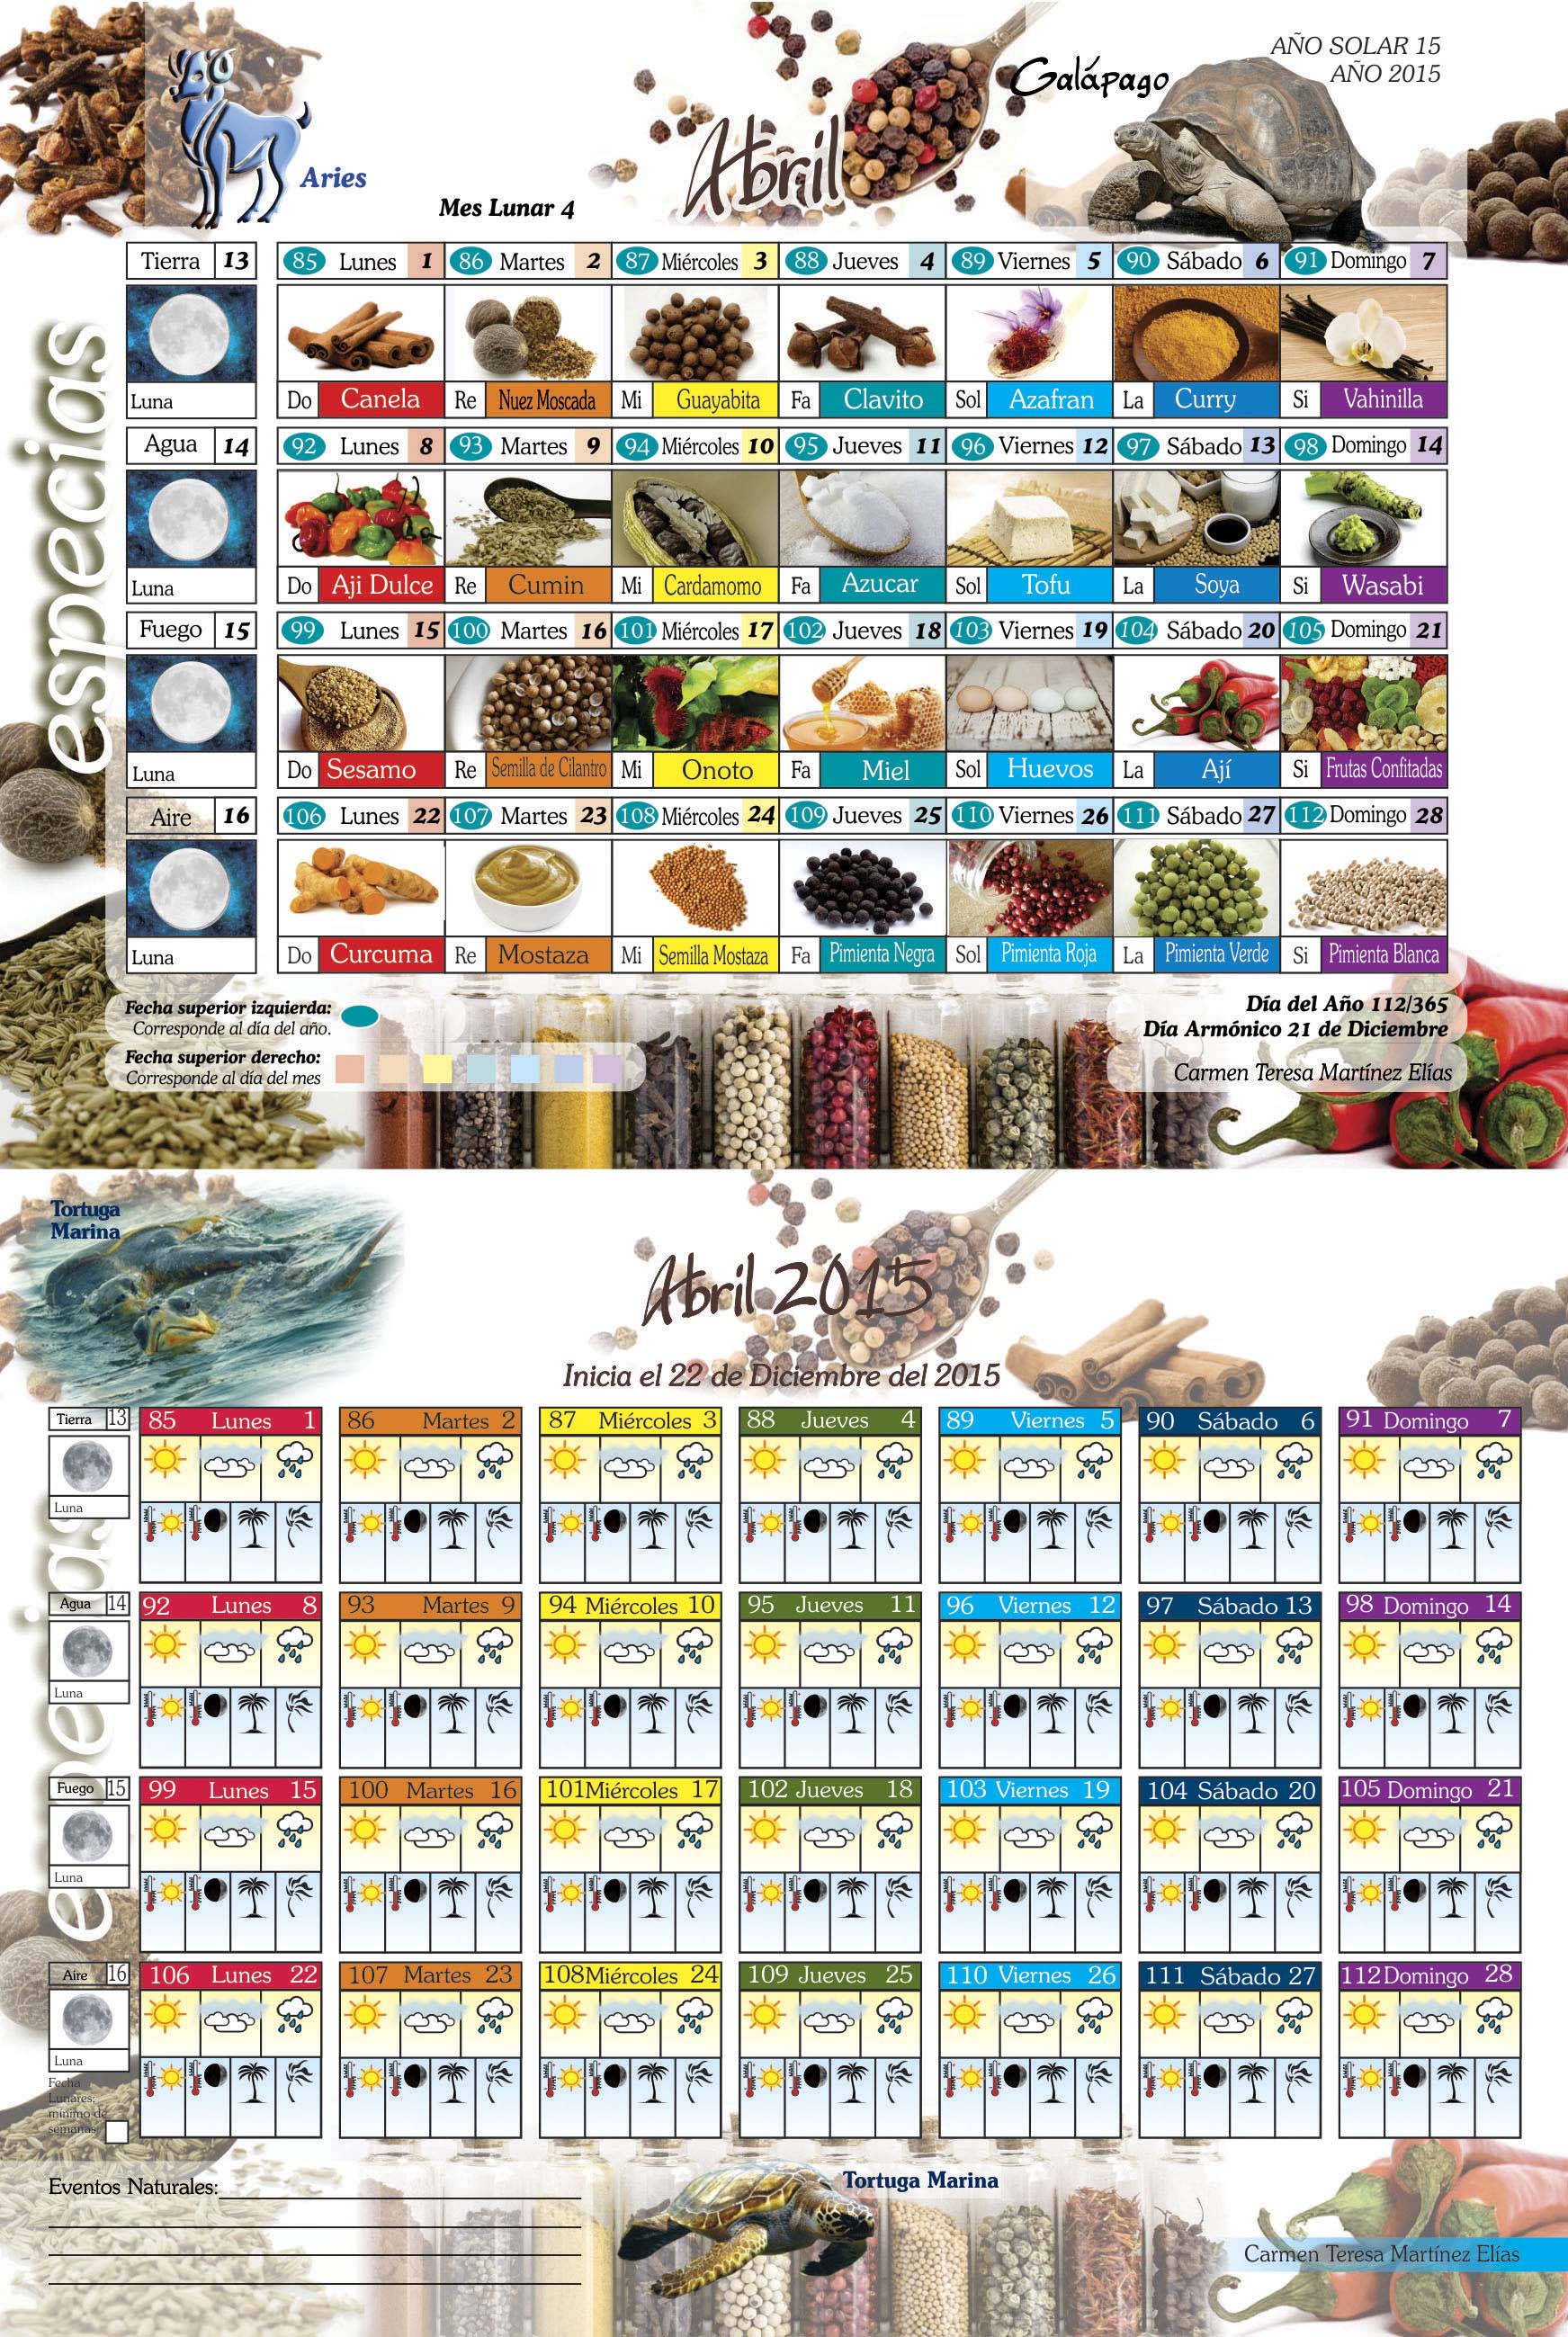 AÑO SOLAR 15
AÑO 2015
Galápago
Abril
Aries
Mes Lunar 4
especias
Tierra 13 85 Lunes 1 86 Martes 2 87 Miércoles 3 88 Jueves 4 89 Viernes 5 90 Sábado 6 91 Domingo 7
Luna Do Canela Re Nuez Moscada Mi Guayabita Fa Clavito Sol Azafran La Curry Si Vahinilla
Agua 14 92 Lunes 8 93 Martes 9 94 Miércoles 10 95 Jueves 11 96 Viernes 12 97 Sábado 13 98 Domingo 14
Luna Do Aji Dulce Re Cumin Mi Cardamomo Fa Azucar Sol Tofu La Soya Si Wasabi
Fuego 15 99 Lunes 15 100 Martes 16 101 Miércoles 17 102 Jueves 18 103 Viernes 19 104 Sábado 20 105 Domingo 21
Luna Do Sesamo Re Semilla de Cilantro Mi Onoto Fa Miel Sol Huevos La Ají Si Frutas Confitadas
Aire 16 106 Lunes 22 107 Martes 23 108 Miércoles 24 109 Jueves 25 110 Viernes 26 111 Sábado 27 112 Domingo 28
Luna Do Curcuma Re Mostaza Mi Semilla Mostaza Fa Pimienta Negra Sol Pimienta Roja La Pimienta Verde Si Pimienta Blanca
Fecha superior izquierda:
Corresponde al día del año.
Fecha superior derecho:
Corresponde al día del mes
Día del Año 112/365
Día Armónico 21 de Diciembre
Carmen Teresa Martínez Elías
Tortuga
Marina
Abril 2015
Inicia el 22 de Diciembre del 2015
especias
Tierra 13 85 Lunes 1 86 Martes 2 87 Miércoles 3 88 Jueves 4 89 Viernes 5 90 Sábado 6 91 Domingo 7
Luna
Agua 14 92 Lunes 8 93 Martes 9 94 Miércoles 10 95 Jueves 11 96 Viernes 12 97 Sábado 13 98 Domingo 14
Luna
Fuego 15 99 Lunes 15 100 Martes 16 101 Miércoles 17 102 Jueves 18 103 Viernes 19 104 Sábado 20 105 Domingo 21
Luna
Aire 16 106 Lunes 22 107 Martes 23 108 Miércoles 24 109 Jueves 25 110 Viernes 26 111 Sábado 27 112 Domingo 28
Luna
Fecha
Lunares:
mínimo de
semanas
Eventos Naturales:
Tortuga Marina
Carmen Teresa Martínez Elías